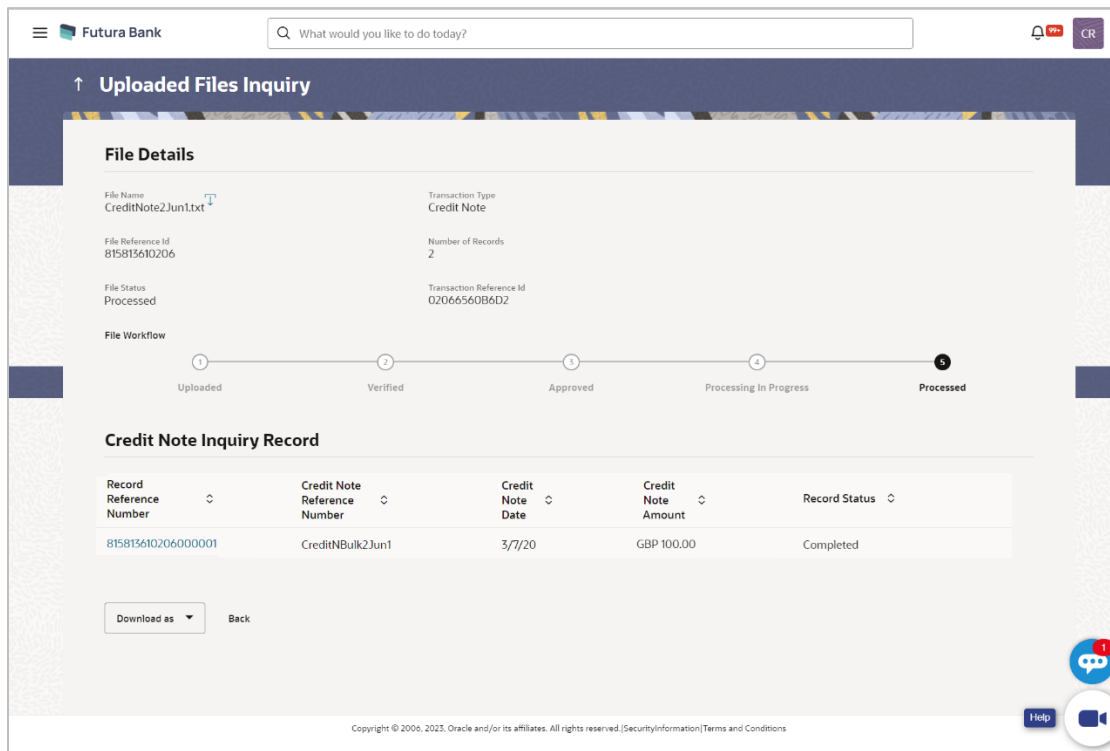 Futura Bank
What would you like to do today?
99+
CR
↑ Uploaded Files Inquiry
File Details
File Name
CreditNote2Jun1.txt
Transaction Type
Credit Note
File Reference Id
815813610206
Number of Records
2
File Status
Processed
Transaction Reference Id
02066560B6D2
File Workflow
1
2
3
4
5
Uploaded
Verified
Approved
Processing In Progress
Processed
Credit Note Inquiry Record
Record
Reference
Number
Credit Note
Reference
Number
Credit
Note
Date
Credit
Note
Amount
Record Status
815813610206000001
CreditNBulk2Jun1
3/7/20
GBP 100.00
Completed
Download as
Back
1
Help
Copyright © 2006, 2023, Oracle and/or its affiliates. All rights reserved.|SecurityInformation|Terms and Conditions